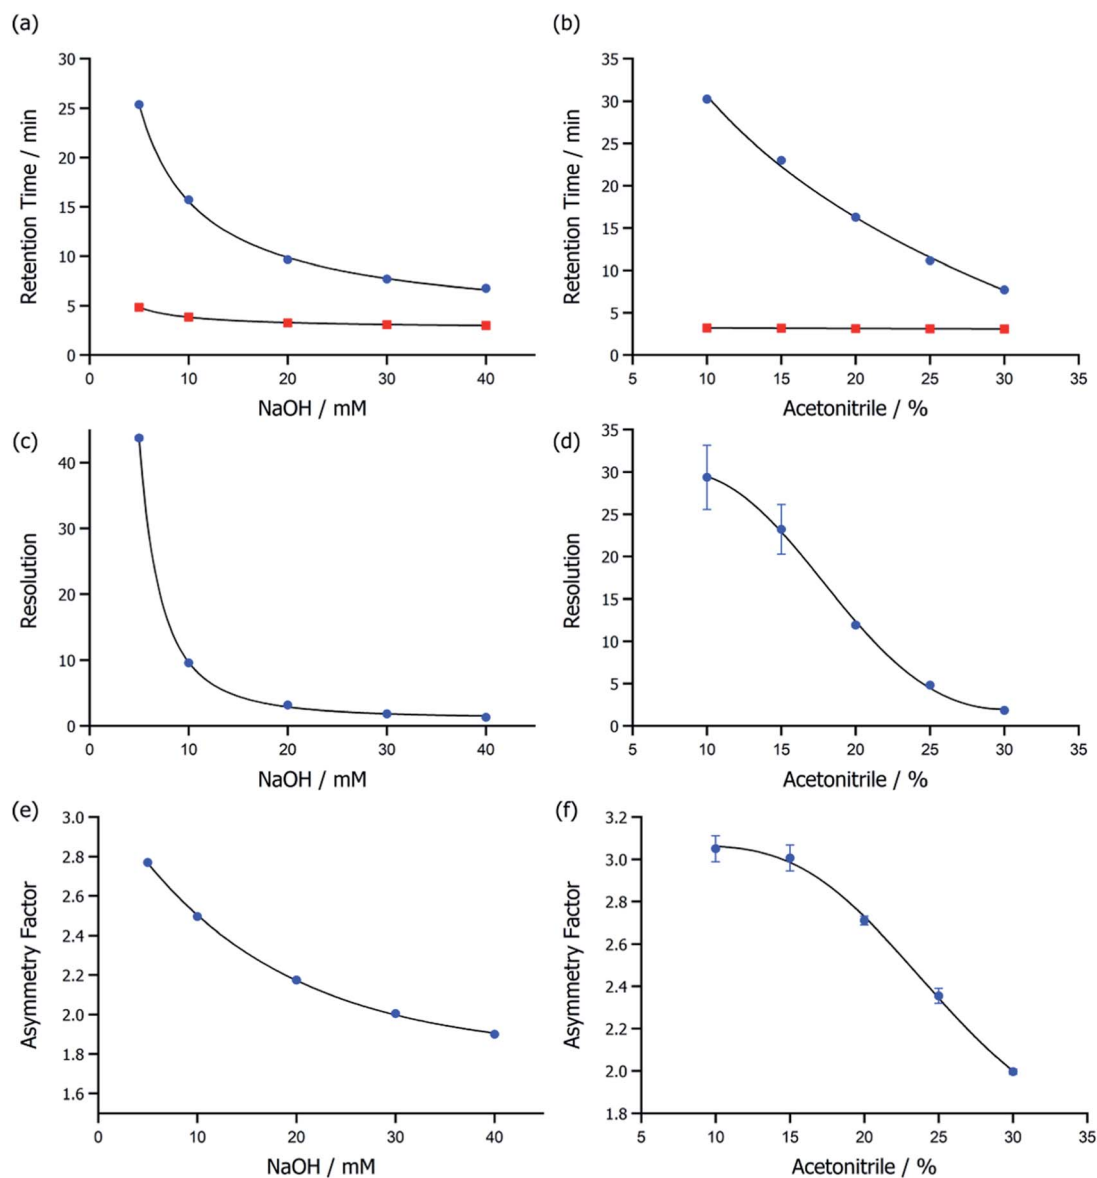 (a)
Retention Time / min
30
25
20
15
10
5
0
0 10 20 30 40
NaOH / mM
(b)
Retention Time / min
35
30
25
20
15
10
5
0
5 10 15 20 25 30 35
Acetonitrile / %
(c)
Resolution
40
30
20
10
0
0 10 20 30 40
NaOH / mM
(d)
Resolution
35
30
25
20
15
10
5
0
5 10 15 20 25 30 35
Acetonitrile / %
(e)
Asymmetry Factor
3.0
2.8
2.6
2.4
2.2
2.0
1.8
1.6
0 10 20 30 40
NaOH / mM
(f)
Asymmetry Factor
3.2
3.0
2.8
2.6
2.4
2.2
2.0
1.8
5 10 15 20 25 30 35
Acetonitrile / %